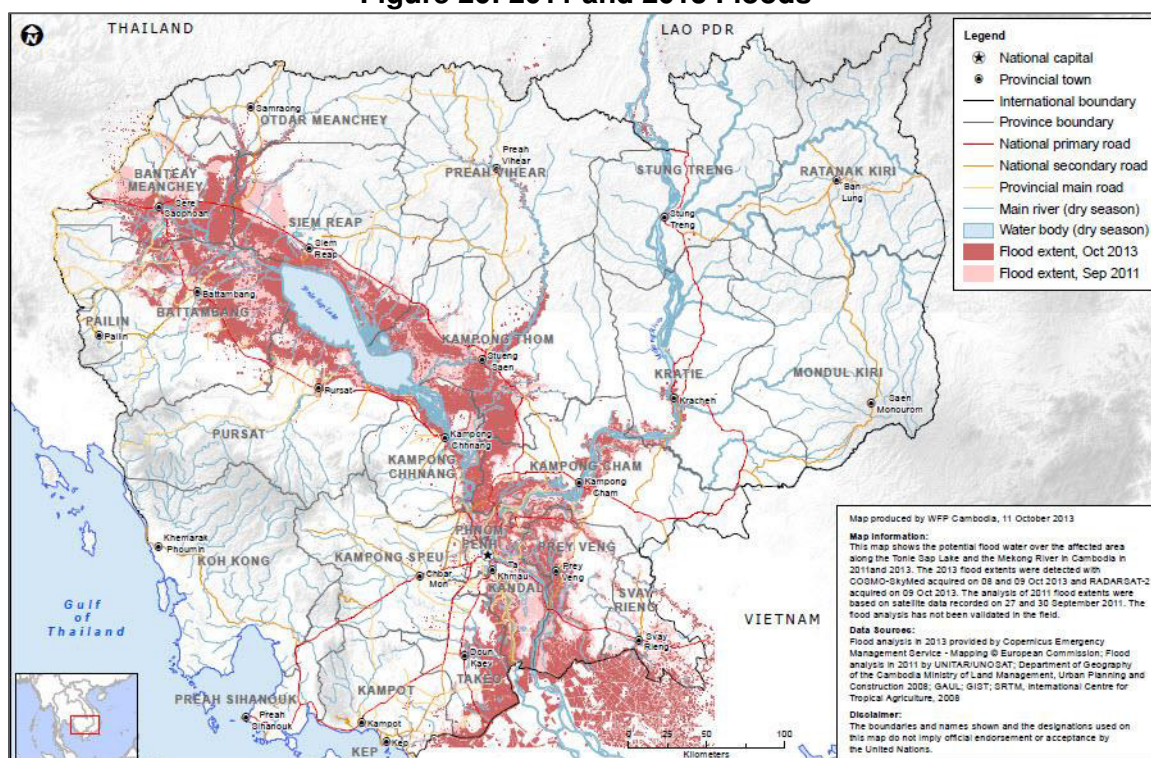 THAILAND
LAO PDR
Samraong
OTDAR MEANCHEY
Preah
Vihear
PREAH VIHEAR
STUNG TRENG
RATANAK KIRI
Ban
Lung
BANTEAY
MEANCHEY
Serei
Saophoan
SIEM REAP
Siem
Reap
Stung
Treng
Battambang
BATTAMBANG
PAILIN
Pailin
KAMPONG THOM
Stueng
Saen
KRATIE
Kracheh
MONDUL KIRI
Saen
Monourom
Pursat
PURSAT
Kampong
Chhnang
KAMPONG
CHHNANG
KAMPONG CHAM
Kampong
Cham
Khemarak
Phoumin
KOH KONG
KAMPONG SPEU
Chbar
Mon
PHNOM
PENH
Ta
Khmau
KANDAL
PREY VENG
Prey
Veng
SVAY
RIENG
Svay
Rieng
VIETNAM
Gulf
of
Thailand
Doun
Kaev
TAKEO
PREAH SIHANOUK
Preah
Sihanouk
KAMPOT
Kampot
KEP
Kep
0 25 50 100
Kilometers
Legend
National capital
Provincial town
International boundary
Province boundary
National primary road
National secondary road
Provincial main road
Main river (dry season)
Water body (dry season)
Flood extent, Oct 2013
Flood extent, Sep 2011
Map produced by WFP Cambodia, 11 October 2013
Map Information:
This map shows the potential flood water over the affected area
along the Tonle Sap Lake and the Mekong River in Cambodia in
2011and 2013. The 2013 flood extents were detected with
COSMO-SkyMed acquired on 08 and 09 Oct 2013 and RADARSAT-2
acquired on 09 Oct 2013. The analysis of 2011 flood extents were
based on satellite data recorded on 27 and 30 September 2011. The
flood analysis has not been validated in the field.
Data Sources:
Flood analysis in 2013 provided by Copernicus Emergency
Management Service - Mapping © European Commission; Flood
analysis in 2011 by UNITAR/UNOSAT; Department of Geography
of the Cambodia Ministry of Land Management, Urban Planning and
Construction 2008; GAUL; GIST; SRTM, International Centre for
Tropical Agriculture, 2008
Disclaimer:
The boundaries and names shown and the designations used on
this map do not imply official endorsement or acceptance by
the United Nations.